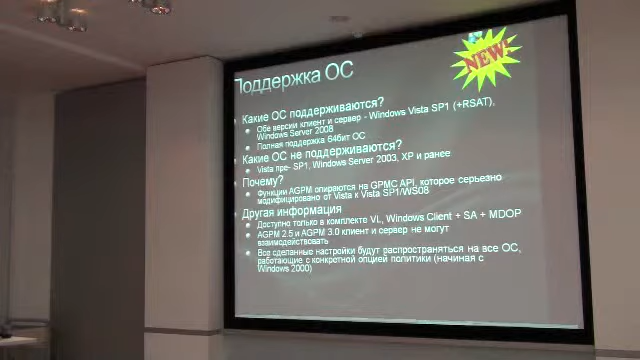 Поддержка ОС
NEW!
Какие ОС поддерживаются?
Обе версии клиент и сервер - Windows Vista SP1 (+RSAT),
Windows Server 2008
Полная поддержка 64бит ОС
Какие ОС не поддерживаются?
Vista пре- SP1, Windows Server 2003, XP и ранее
Почему?
Функции AGPM опираются на GPMC API, которое серьезно
модифицировано от Vista к Vista SP1/WS08
Другая информация
Доступно только в комплекте VL, Windows Client + SA + MDOP
AGPM 2.5 и AGPM 3.0 клиент и сервер не могут
взаимодействовать
Все сделанные настройки будут распространяться на все ОС,
работающие с конкретной опцией политики (начиная с
Windows 2000)